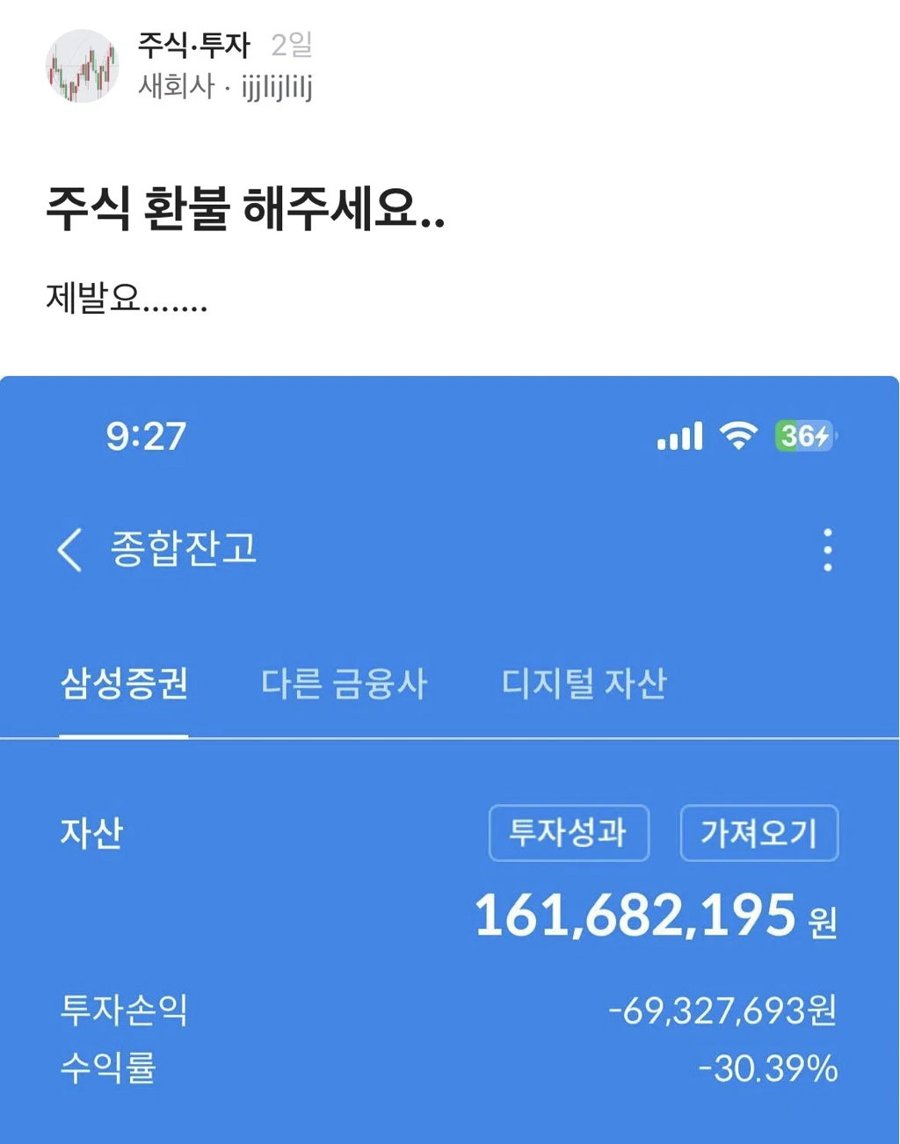 주식·투자 2일
새회사 · ijjlijlilj
주식 환불 해주세요..
제발요.......
9:27 36
종합잔고
삼성증권 다른 금융사 디지털 자산
자산 투자성과 가져오기
161,682,195 원
투자손익 -69,327,693원
수익률 -30.39%